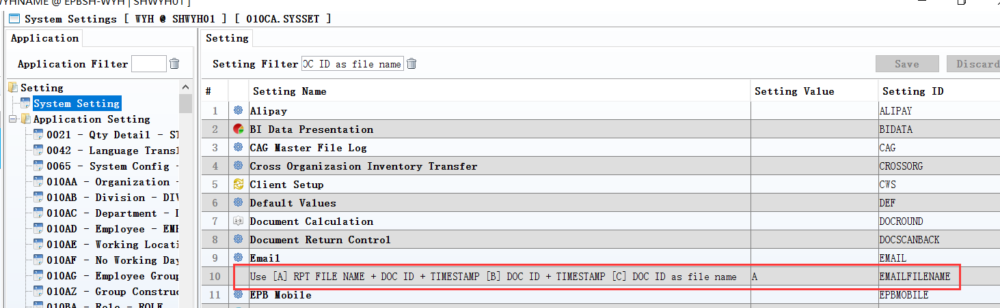 WYHNAME @ EPBSH-WYH | SHWYH01 ]
System Settings [ WYH @ SHWYH01 ] [ 010CA.SYSSET ]
Application
Application Filter
Setting
System Setting
Application Setting
0021 - Qty Detail - ST
0042 - Language Transl
0065 - System Config -
010AA - Organization -
010AB - Division - DIV
010AC - Department - D
010AD - Employee - EMP
010AE - Working Locati
010AF - No Working Day
010AG - Employee Group
010AZ - Group Construc
010BA - Role - ROLE
Setting
Setting Filter OC ID as file name
Save Discard
# Setting Name Setting Value Setting ID
1 Alipay ALIPAY
2 BI Data Presentation BIDATA
3 CAG Master File Log CAG
4 Cross Organizasion Inventory Transfer CROSSORG
5 Client Setup CWS
6 Default Values DEF
7 Document Calculation DOCROUND
8 Document Return Control DOCSCANBACK
9 Email EMAIL
10 Use [A] RPT FILE NAME + DOC ID + TIMESTAMP [B] DOC ID + TIMESTAMP [C] DOC ID as file name A EMAILFILENAME
11 EPB Mobile EPBMOBILE